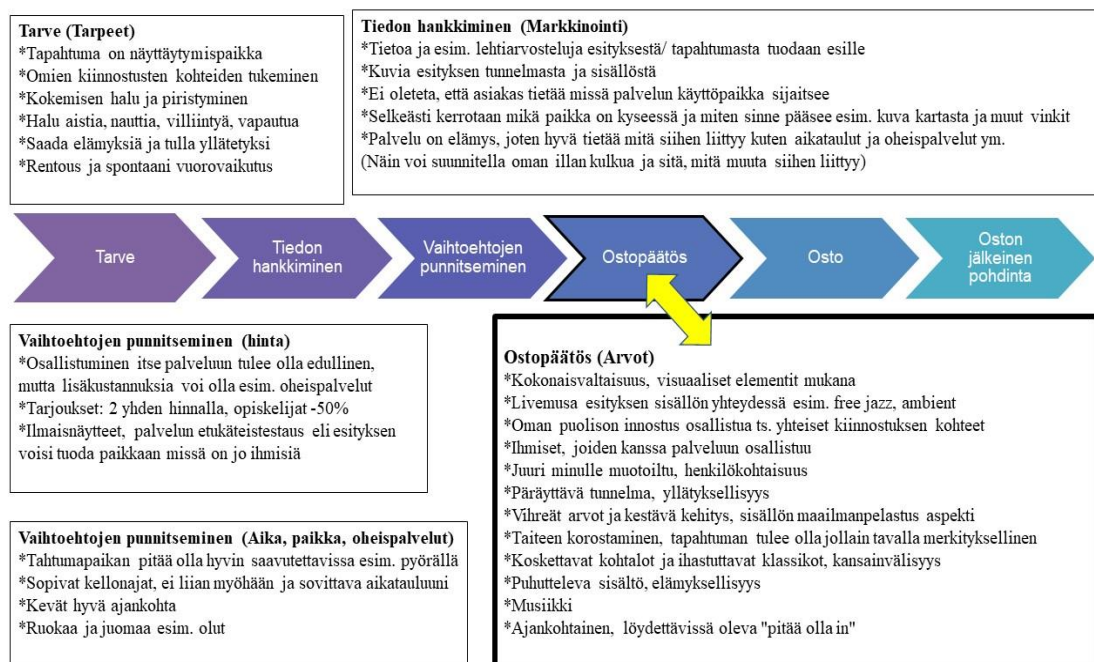 Tarve (Tarpeet)
*Tapahtuma on näyttäytymispaikka
*Omien kiinnostusten kohteiden tukeminen
*Kokemisen halu ja piristyminen
*Halu aistia, nauttia, villiintyä, vapautua
*Saada elämyksiä ja tulla yllätetyksi
*Rentous ja spontaani vuorovaikutus
Tiedon hankkiminen (Markkinointi)
*Tietoa ja esim. lehtiarvosteluja esityksestä/ tapahtumasta tuodaan esille
*Kuvia esityksen tunnelmasta ja sisällöstä
*Ei oleteta, että asiakas tietää missä palvelun käyttöpaikka sijaitsee
*Selkeästi kerrotaan mikä paikka on kyseessä ja miten sinne pääsee esim. kuva kartasta ja muut vinkit
*Palvelu on elämys, joten hyvä tietää mitä siihen liittyy kuten aikataulut ja oheispalvelut ym.
(Näin voi suunnitella oman illan kulkua ja sitä, mitä muuta siihen liittyy)
Tarve
Tiedon
hankkiminen
Vaihtoehtojen
punnitseminen
Ostopäätös
Osto
Oston
jälkeinen
pohdinta
Vaihtoehtojen punnitseminen (hinta)
*Osallistuminen itse palveluun tulee olla edullinen,
mutta lisäkustannuksia voi olla esim. oheispalvelut
*Tarjoukset: 2 yhden hinnalla, opiskelijat -50%
*Ilmaisnäytteet, palvelun etukäteistestaus eli esityksen
voisi tuoda paikkaan missä on jo ihmisiä
Vaihtoehtojen punnitseminen (Aika, paikka, oheispalvelut)
*Tahtumapaikan pitää olla hyvin saavutettavissa esim. pyörällä
*Sopivat kellonajat, ei liian myöhään ja sovittava aikatauluuni
*Kevät hyvä ajankohta
*Ruokaa ja juomaa esim. olut
Ostopäätös (Arvot)
*Kokonaisvaltaisuus, visuaaliset elementit mukana
*Livemusa esityksen sisällön yhteydessä esim. free jazz, ambient
*Oman puolison innostus osallistua ts. yhteiset kiinnostuksen kohteet
*Ihmiset, joiden kanssa palveluun osallistuu
*Juuri minulle muotoiltu, henkilökohtaisuus
*Päräyttävä tunnelma, yllätyksellisyys
*Vihreät arvot ja kestävä kehitys, sisällön maailmanpelastus aspekti
*Taiteen korostaminen, tapahtuman tulee olla jollain tavalla merkityksellinen
*Koskettavat kohtalot ja ihastuttavat klassikot, kansainvälisyys
*Puhutteleva sisältö, elämyksellisyys
*Musiikki
*Ajankohtainen, löydettävissä oleva "pitää olla in"